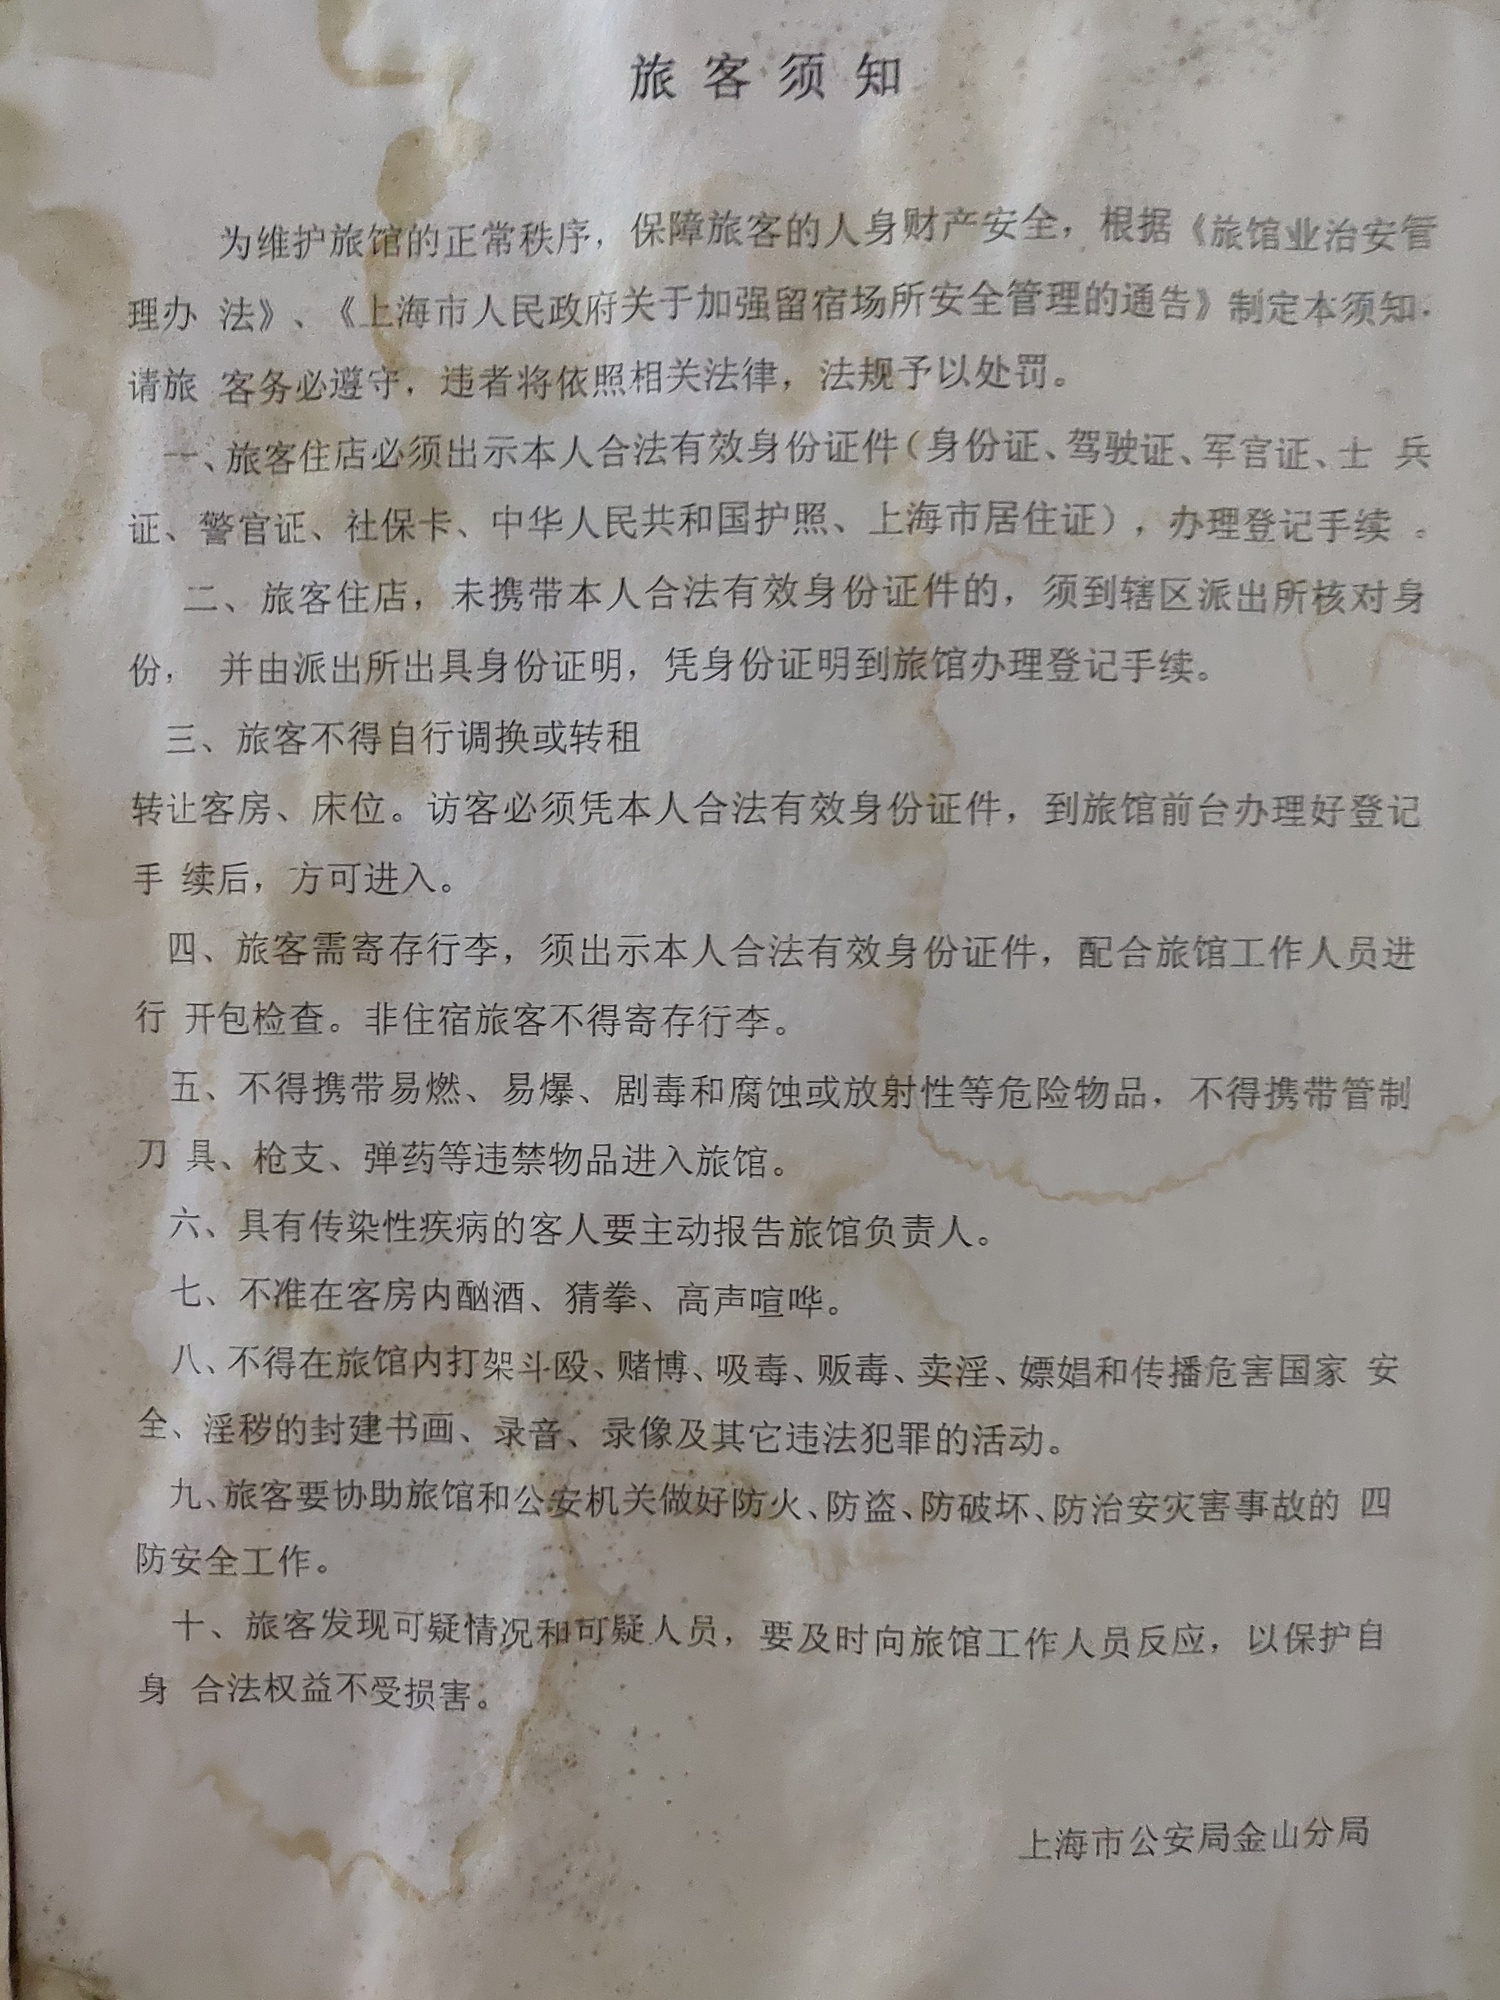 旅客须知
为维护旅馆的正常秩序，保障旅客的人身财产安全，根据《旅馆业治安管
理办 法》、《上海市人民政府关于加强留宿场所安全管理的通告》制定本须知.
请旅 客务必遵守，违者将依照相关法律，法规予以处罚。
一、旅客住店必须出示本人合法有效身份证件（身份证、驾驶证、军官证、士 兵
证、警官证、社保卡、中华人民共和国护照、上海市居住证），办理登记手续 。
二、旅客住店，未携带本人合法有效身份证件的，须到辖区派出所核对身
份， 并由派出所出具身份证明，凭身份证明到旅馆办理登记手续。
三、旅客不得自行调换或转租
转让客房、床位。访客必须凭本人合法有效身份证件，到旅馆前台办理好登记
手 续后，方可进入。
四、旅客需寄存行李，须出示本人合法有效身份证件，配合旅馆工作人员进
行 开包检查。非住宿旅客不得寄存行李。
五、不得携带易燃、易爆、剧毒和腐蚀或放射性等危险物品，不得携带管制
刀 具、枪支、弹药等违禁物品进入旅馆。
六、具有传染性疾病的客人要主动报告旅馆负责人。
七、不准在客房内酗酒、猜拳、高声喧哗。
八、不得在旅馆内打架斗殴、赌博、吸毒、贩毒、卖淫、嫖娼和传播危害国家 安
全、淫秽的封建书画、录音、录像及其它违法犯罪的活动。
九、旅客要协助旅馆和公安机关做好防火、防盗、防破坏、防治安灾害事故的 四
防安全工作。
十、旅客发现可疑情况和可疑人员，要及时向旅馆工作人员反应，以保护自
身 合法权益不受损害。
上海市公安局金山分局